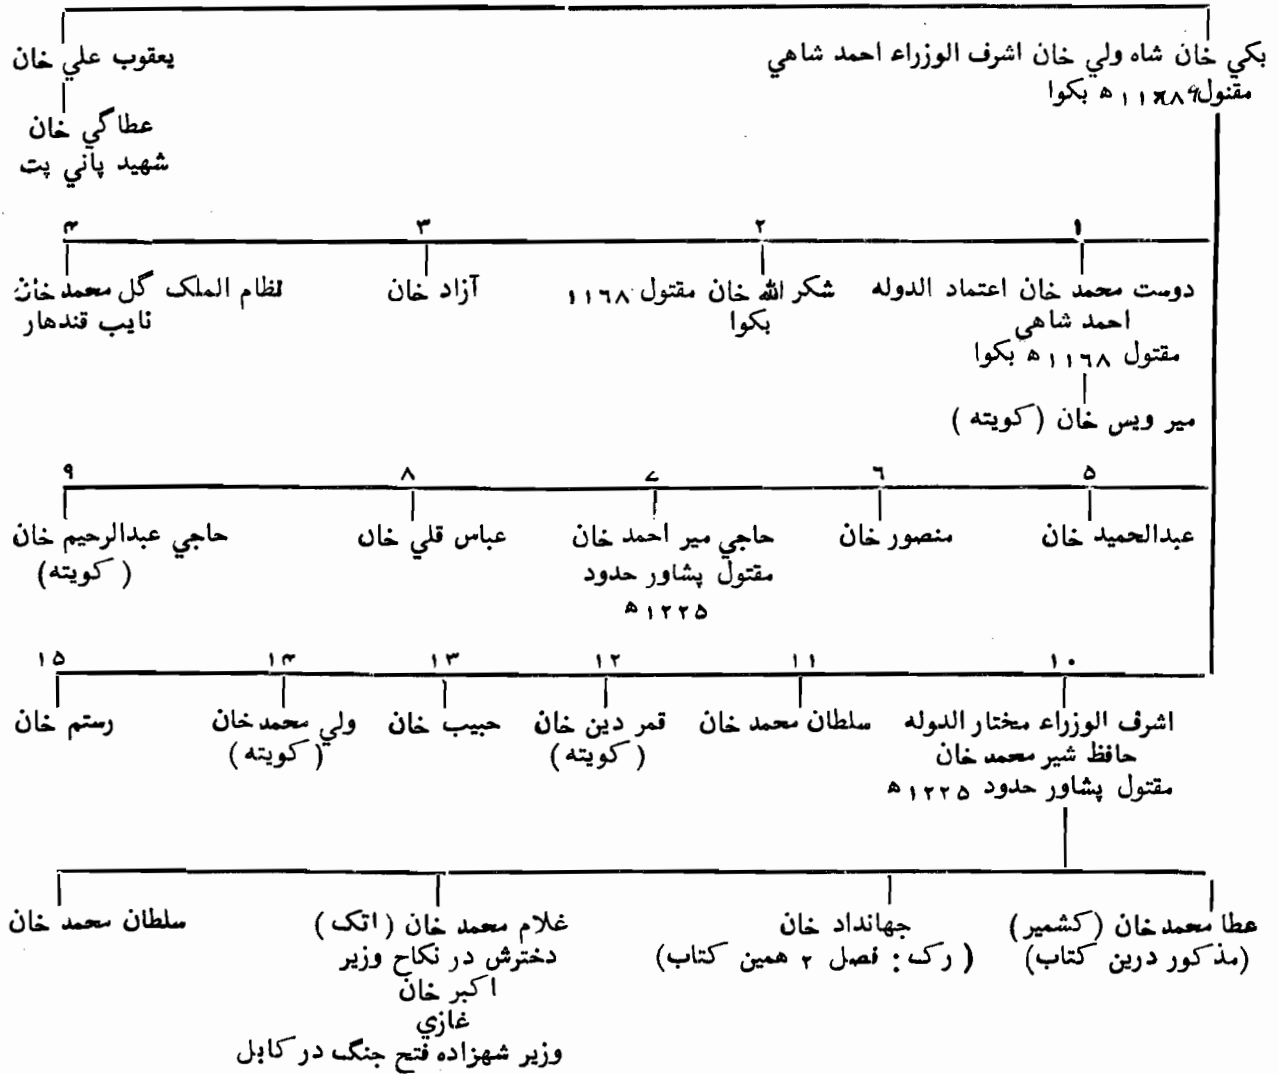 بکي خان شاه ولي خان اشرف الوزراء احمد شاهي
مقتول ۱۱۸۶ ه بکوا
يعقوب علي خان
عطاگي خان
شهيد پاني پت
۱
۲
۳
۴
دوست محمد خان اعتماد الدوله
احمد شاهي
مقتول ۱۱۶۸ ه بکوا
مير ويس خان (کويته)
شکر الله خان مقتول ۱۱۶۸
بکوا
آزاد خان
نظام الملک گل محمد خان
نايب قندهار
۵
۶
۷
۸
۹
عبدالحميد خان
منصور خان
حاجي مير احمد خان
مقتول پشاور حدود
۱۲۲۵ ه
عباس قلي خان
حاجي عبدالرحيم خان
(کويته)
۱۰
۱۱
۱۲
۱۳
۱۴
۱۵
اشرف الوزراء مختار الدوله
حافظ شير محمد خان
مقتول پشاور حدود ۱۲۲۵ ه
سلطان محمد خان
قمر دين خان
(کويته)
حبيب خان
ولي محمد خان
(کويته)
رستم خان
عطا محمد خان (کشمير)
(مذکور درين کتاب)
جهانداد خان
(رک: فصل ۲ همين کتاب)
غلام محمد خان (اتک)
دخترش در نکاح وزير
اکبر خان
غازي
وزير شهزاده فتح جنگ در کابل
سلطان محمد خان